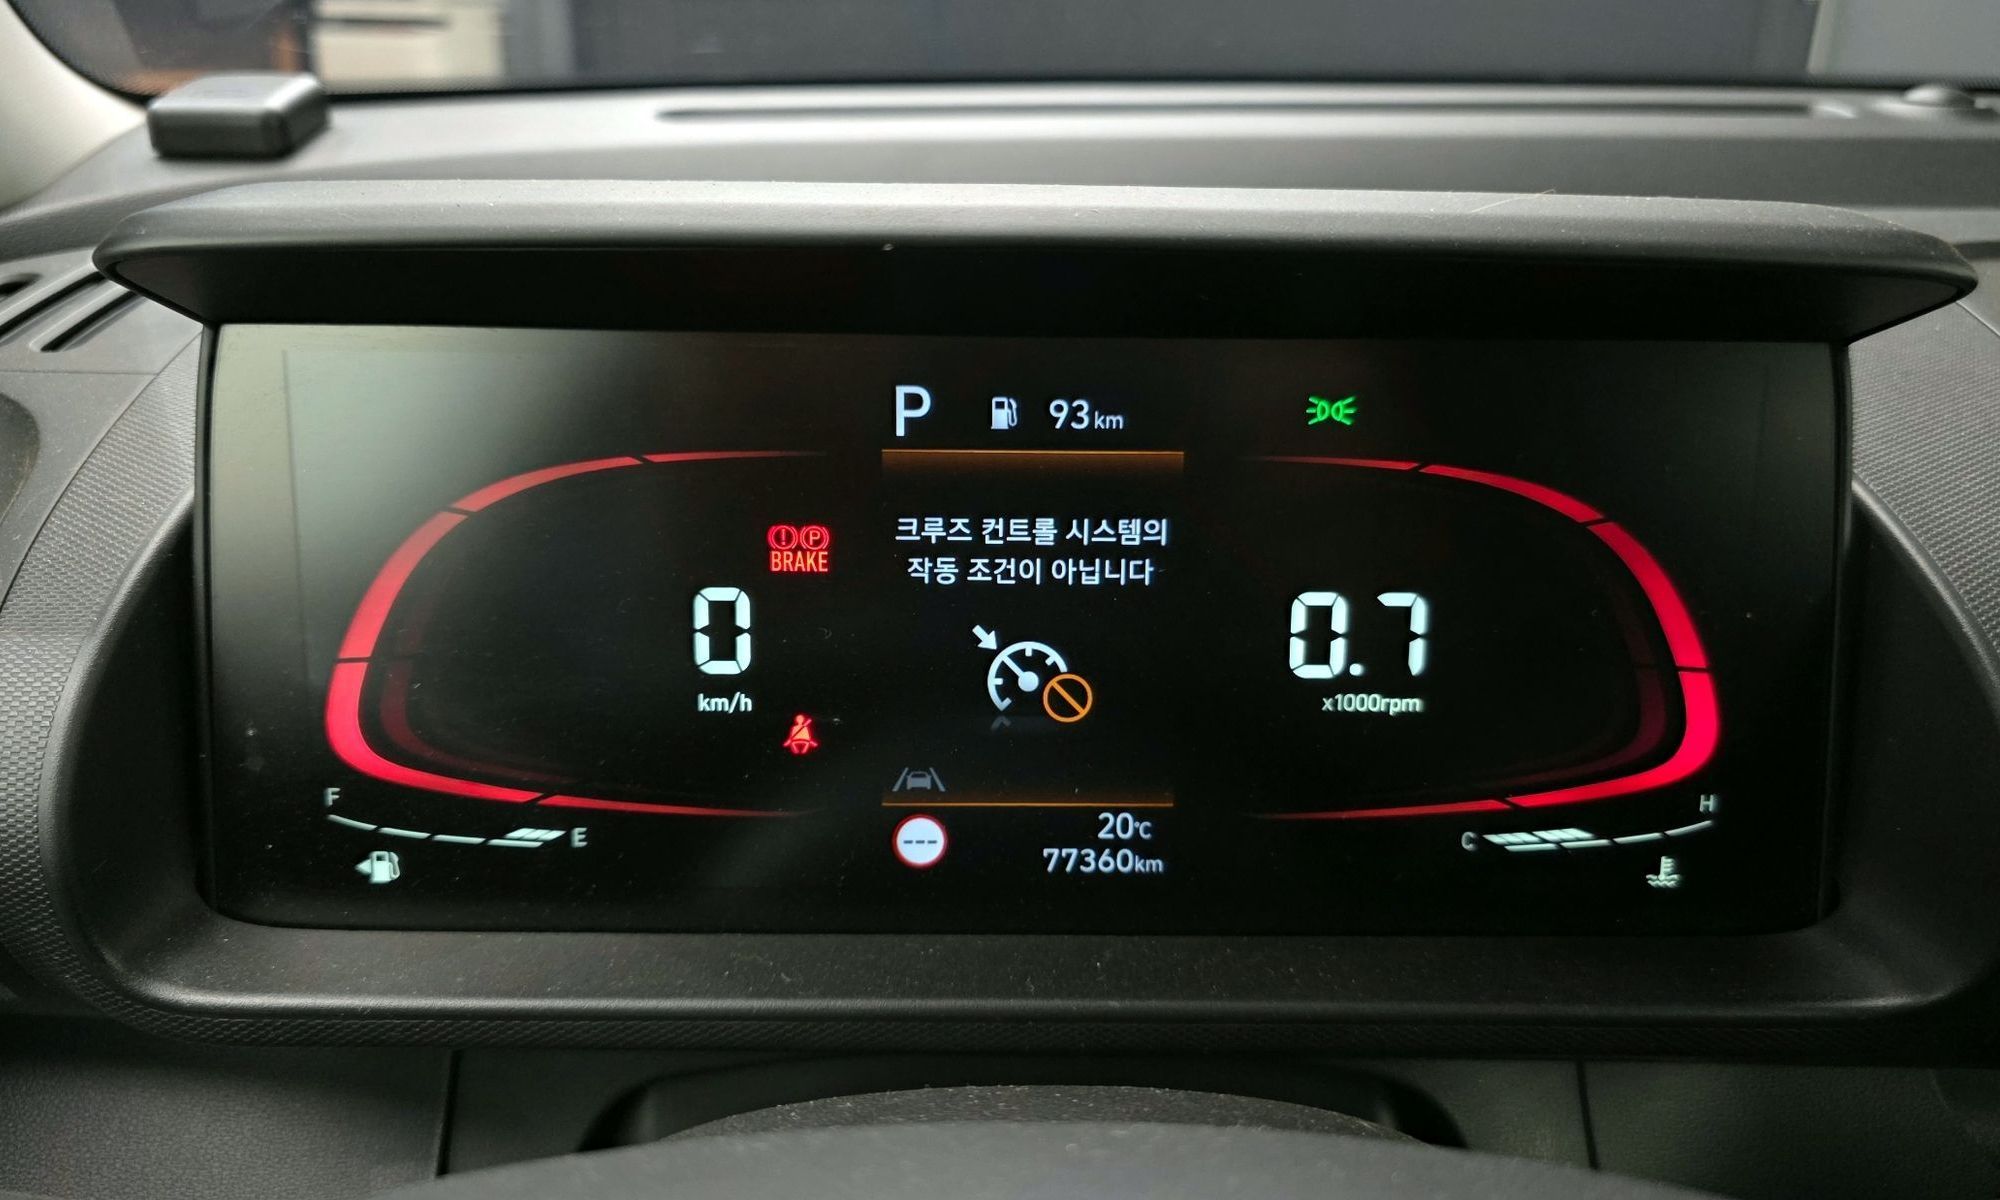 P 93km
크루즈 컨트롤 시스템의
작동 조건이 아닙니다
(!) (P)
BRAKE
0
km/h
0.7
x1000rpm
F
E
---
20°C
77360km
C
H